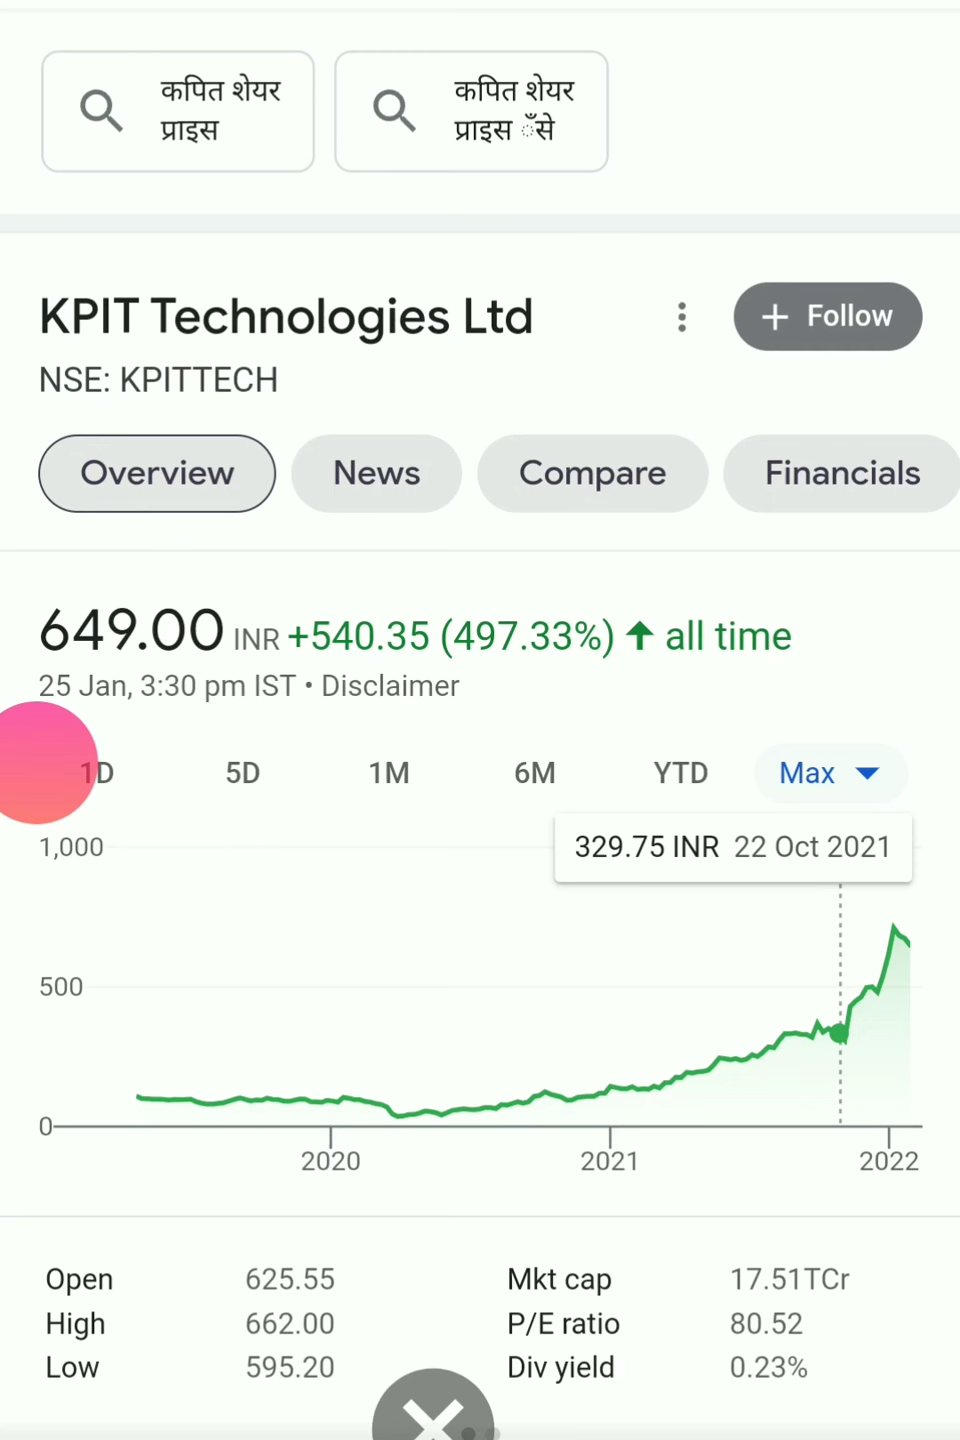 कपित शेयर
प्राइस
कपित शेयर
प्राइस ँसे
KPIT Technologies Ltd
+ Follow
NSE: KPITTECH
Overview
News
Compare
Financials
649.00 INR +540.35 (497.33%) ↑ all time
25 Jan, 3:30 pm IST • Disclaimer
1D 5D 1M 6M YTD Max
329.75 INR 22 Oct 2021
1,000
500
0
2020 2021 2022
Open 625.55 Mkt cap 17.51TCr
High 662.00 P/E ratio 80.52
Low 595.20 Div yield 0.23%